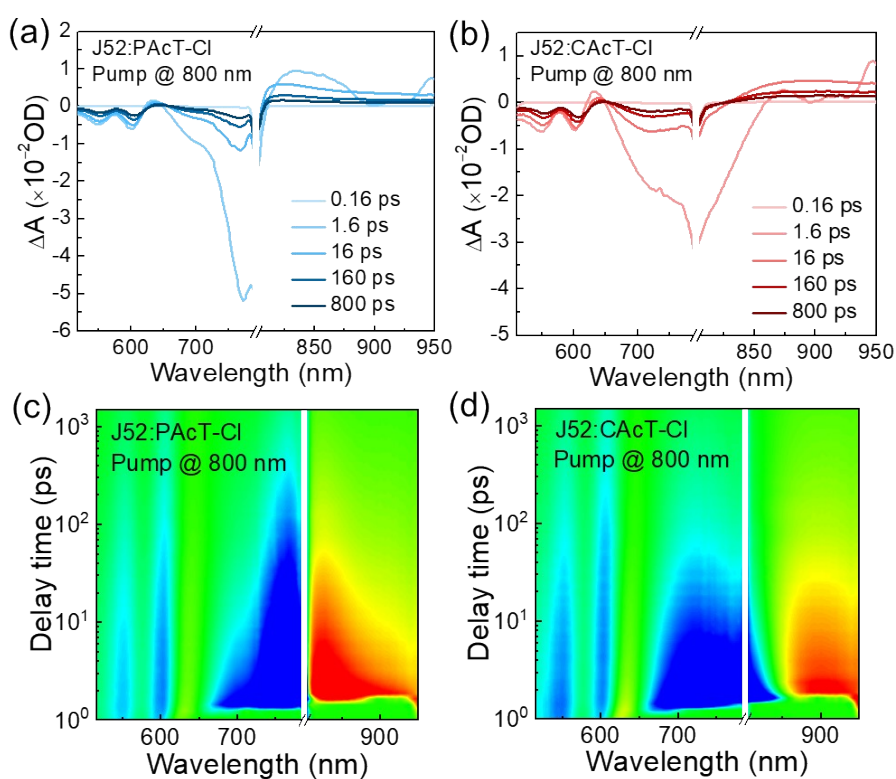 (a)
J52:PAcT-Cl
Pump @ 800 nm
2
1
0
-1
-2
-3
-4
-5
-6
ΔA (×10⁻²OD)
0.16 ps
1.6 ps
16 ps
160 ps
800 ps
600 700 850 900 950
Wavelength (nm)
(b)
J52:CAcT-Cl
Pump @ 800 nm
1
0
-1
-2
-3
-4
-5
ΔA (×10⁻²OD)
0.16 ps
1.6 ps
16 ps
160 ps
800 ps
600 700 850 900 950
Wavelength (nm)
(c)
J52:PAcT-Cl
Pump @ 800 nm
10³
10²
10¹
10⁰
Delay time (ps)
600 700 900
Wavelength (nm)
(d)
J52:CAcT-Cl
Pump @ 800 nm
10³
10²
10¹
10⁰
Delay time (ps)
600 700 900
Wavelength (nm)